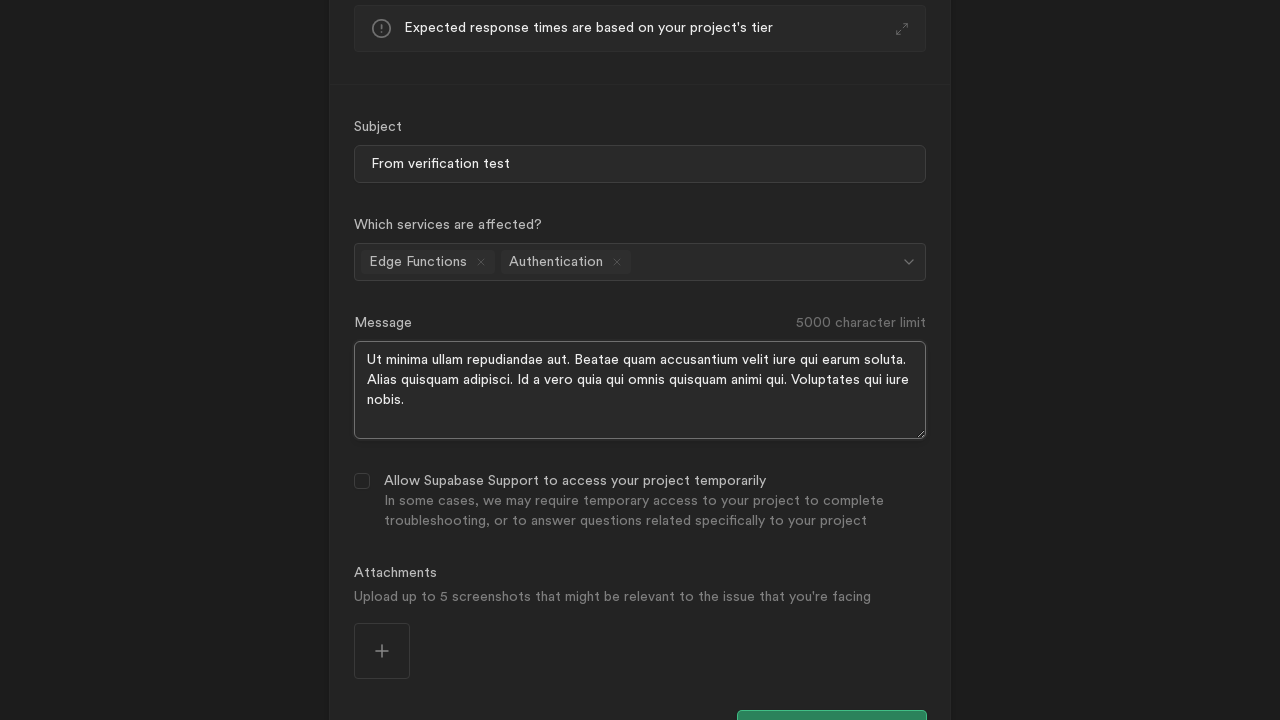 Expected response times are based on your project's tier
Subject
From verification test
Which services are affected?
Edge Functions Authentication
Message 5000 character limit
Ut minima ullam repudiandae aut. Beatae quam accusantium velit iure qui earum soluta.
Alias quisquam adipisci. Id a vero quia qui omnis quisquam animi qui. Voluptates qui iure
nobis.
Allow Supabase Support to access your project temporarily
In some cases, we may require temporary access to your project to complete
troubleshooting, or to answer questions related specifically to your project
Attachments
Upload up to 5 screenshots that might be relevant to the issue that you're facing